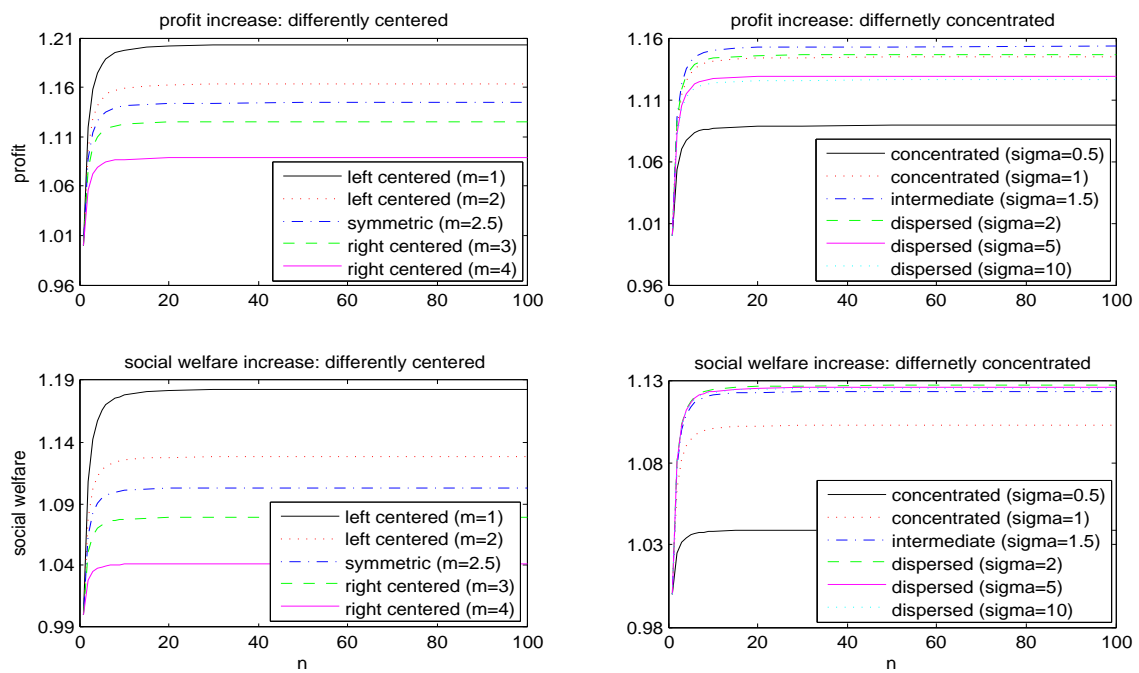 profit increase: differently centered
1.21
1.16
1.11
1.06
1.01
0.96
profit
0 20 40 60 80 100
left centered (m=1)
left centered (m=2)
symmetric (m=2.5)
right centered (m=3)
right centered (m=4)
profit increase: differnetly concentrated
1.16
1.11
1.06
1.01
0.96
0 20 40 60 80 100
concentrated (sigma=0.5)
concentrated (sigma=1)
intermediate (sigma=1.5)
dispersed (sigma=2)
dispersed (sigma=5)
dispersed (sigma=10)
social welfare increase: differently centered
1.19
1.14
1.09
1.04
0.99
social welfare
0 20 40 60 80 100
n
left centered (m=1)
left centered (m=2)
symmetric (m=2.5)
right centered (m=3)
right centered (m=4)
social welfare increase: differnetly concentrated
1.13
1.08
1.03
0.98
0 20 40 60 80 100
n
concentrated (sigma=0.5)
concentrated (sigma=1)
intermediate (sigma=1.5)
dispersed (sigma=2)
dispersed (sigma=5)
dispersed (sigma=10)